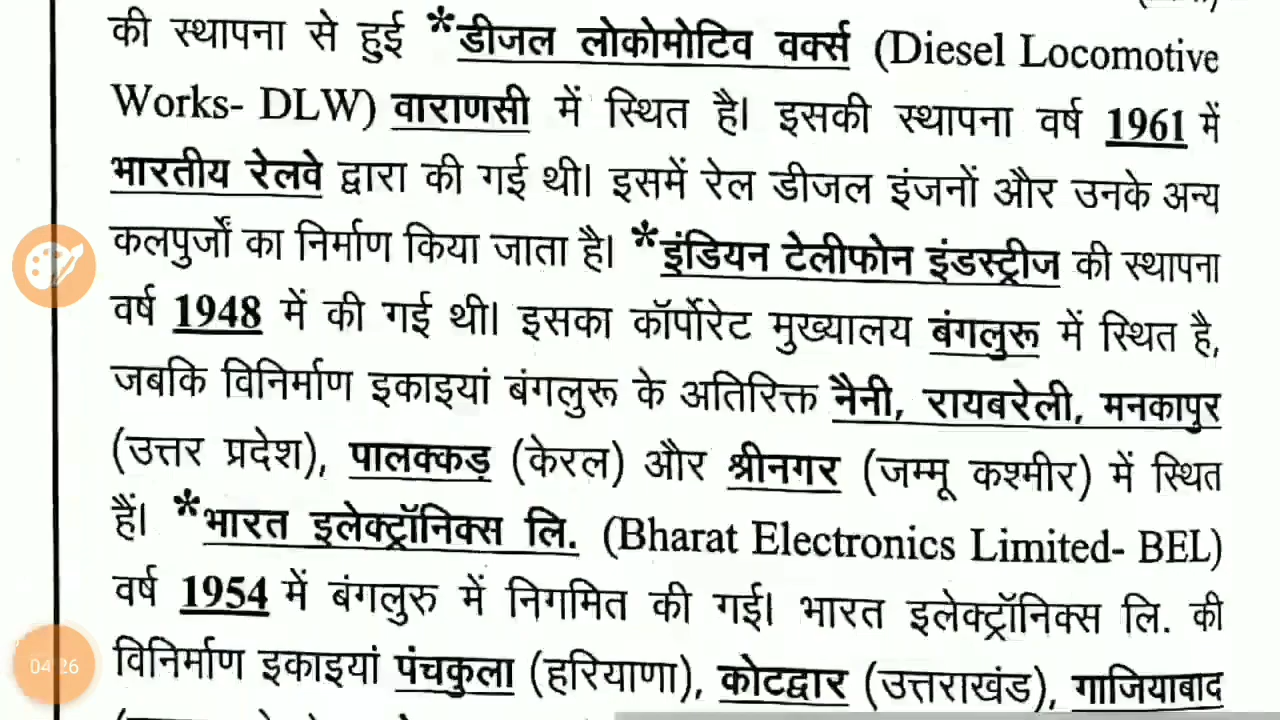 की स्थापना से हुई *डीजल लोकोमोटिव वर्क्स (Diesel Locomotive
Works- DLW) वाराणसी में स्थित है। इसकी स्थापना वर्ष 1961 में
भारतीय रेलवे द्वारा की गई थी। इसमें रेल डीजल इंजनों और उनके अन्य
कलपुर्जों का निर्माण किया जाता है। *इंडियन टेलीफोन इंडस्ट्रीज की स्थापना
वर्ष 1948 में की गई थी। इसका कॉर्पोरेट मुख्यालय बंगलुरू में स्थित है,
जबकि विनिर्माण इकाइयां बंगलुरू के अतिरिक्त नैनी, रायबरेली, मनकापुर
(उत्तर प्रदेश), पालक्कड़ (केरल) और श्रीनगर (जम्मू कश्मीर) में स्थित
हैं। *भारत इलेक्ट्रॉनिक्स लि. (Bharat Electronics Limited- BEL)
वर्ष 1954 में बंगलुरु में निगमित की गई। भारत इलेक्ट्रॉनिक्स लि. की
04:26
विनिर्माण इकाइयां पंचकुला (हरियाणा), कोटद्वार (उत्तराखंड), गाजियाबाद